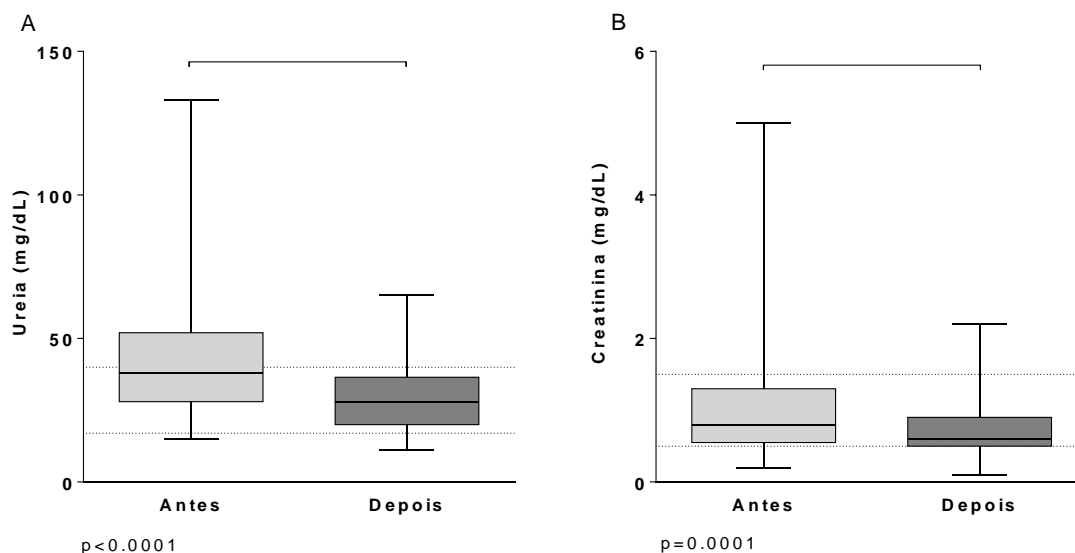 A
Ureia (mg/dL)
150
100
50
0
Antes
Depois
p<0.0001
B
Creatinina (mg/dL)
6
4
2
0
Antes
Depois
p=0.0001